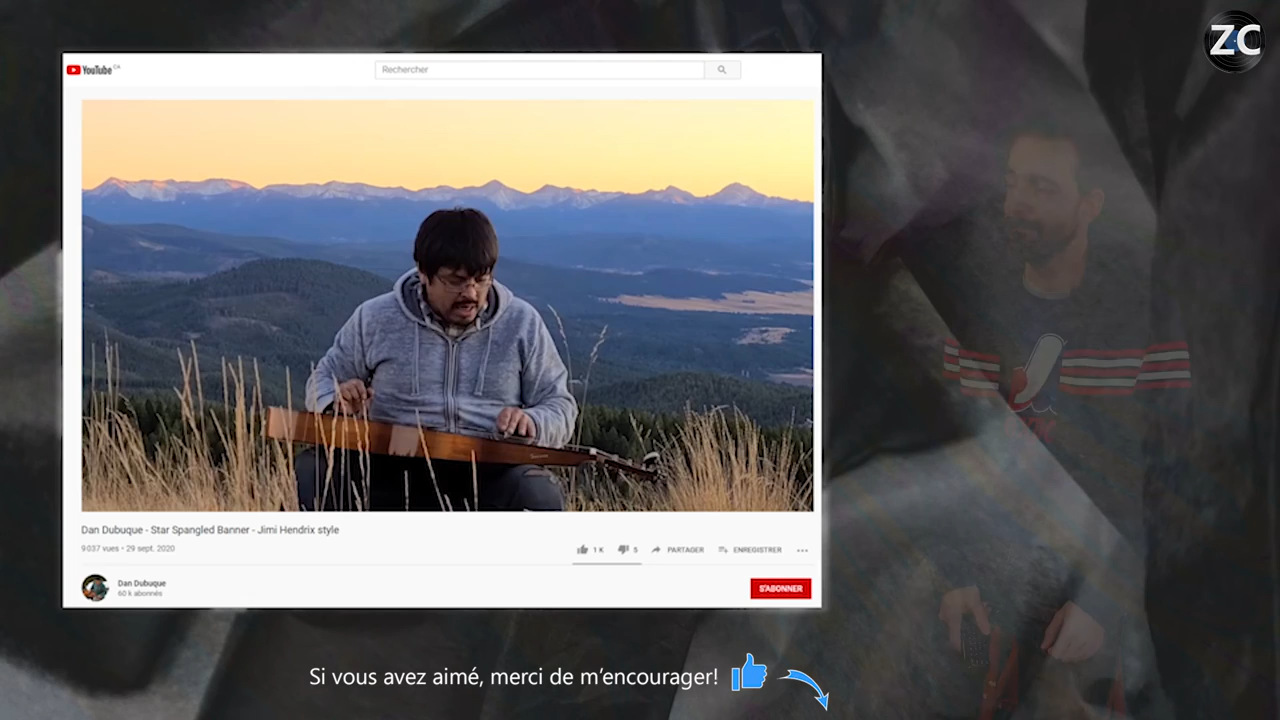 ZC
YouTube CA
Rechercher
Dan Dubuque - Star Spangled Banner - Jimi Hendrix style
9 037 vues • 29 sept. 2020
1 K 5 PARTAGER ENREGISTRER
Dan Dubuque
60 k abonnés
S'ABONNER
Si vous avez aimé, merci de m’encourager!